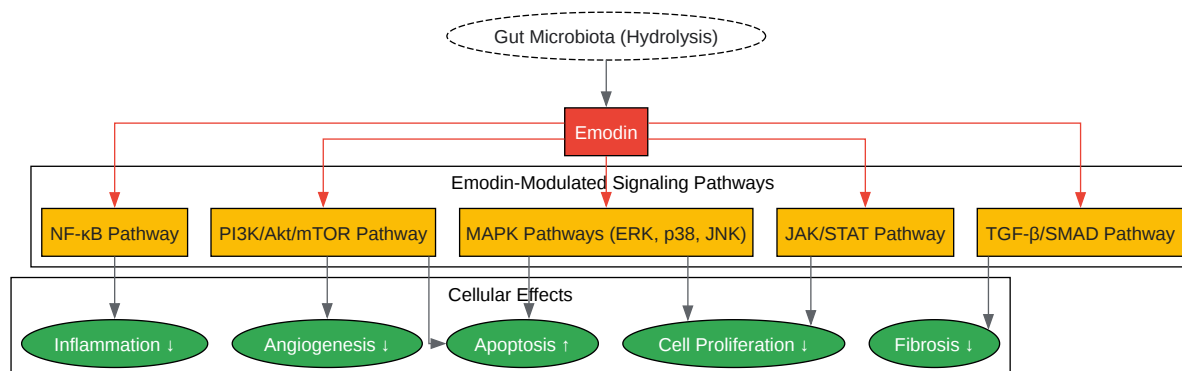 Gut Microbiota (Hydrolysis)
Emodin
Emodin-Modulated Signaling Pathways
NF-κB Pathway
PI3K/Akt/mTOR Pathway
MAPK Pathways (ERK, p38, JNK)
JAK/STAT Pathway
TGF-β/SMAD Pathway
Cellular Effects
Inflammation ↓
Angiogenesis ↓
Apoptosis ↑
Cell Proliferation ↓
Fibrosis ↓